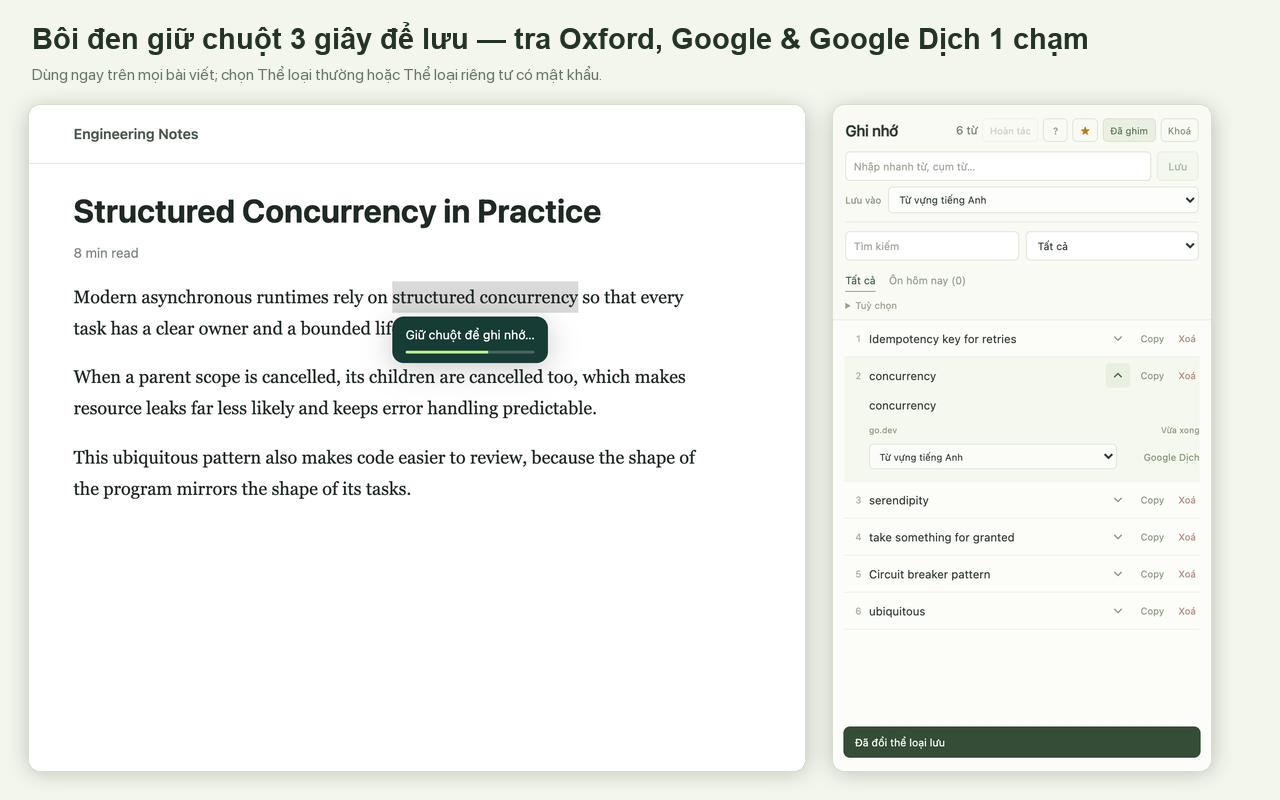 Bôi đen giữ chuột 3 giây để lưu — tra Oxford, Google & Google Dịch 1 chạm
Dùng ngay trên mọi bài viết; chọn Thể loại thường hoặc Thể loại riêng tư có mật khẩu.
Engineering Notes
Structured Concurrency in Practice
8 min read
Modern asynchronous runtimes rely on structured concurrency so that every
task has a clear owner and a bounded lif
Giữ chuột để ghi nhớ...
When a parent scope is cancelled, its children are cancelled too, which makes
resource leaks far less likely and keeps error handling predictable.
This ubiquitous pattern also makes code easier to review, because the shape of
the program mirrors the shape of its tasks.
Ghi nhớ 6 từ Hoàn tác ? ★ Đã ghim Khoá
Nhập nhanh từ, cụm từ... Lưu
Lưu vào Từ vựng tiếng Anh
Tìm kiếm Tất cả
Tất cả Ôn hôm nay (0)
▶ Tuỳ chọn
1 Idempotency key for retries Copy Xoá
2 concurrency Copy Xoá
concurrency
go.dev Vừa xong
Từ vựng tiếng Anh Google Dịch
3 serendipity Copy Xoá
4 take something for granted Copy Xoá
5 Circuit breaker pattern Copy Xoá
6 ubiquitous Copy Xoá
Đã đổi thể loại lưu